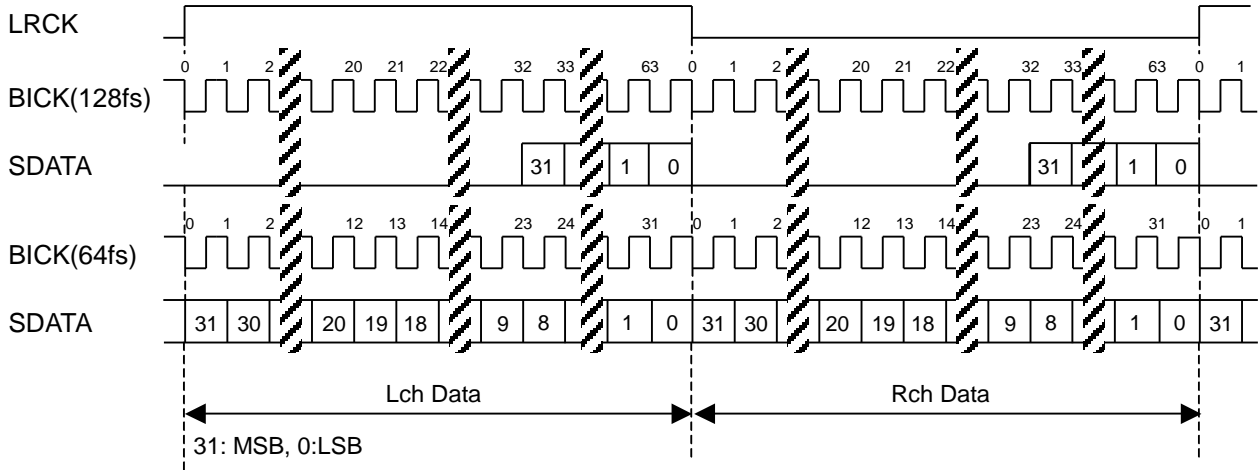 LRCK
0 1 2 20 21 22 32 33 63 0 1 2 20 21 22 32 33 63 0 1
BICK(128fs)
SDATA 31 1 0 31 1 0
0 1 2 12 13 14 23 24 31 0 1 2 12 13 14 23 24 31 0 1
BICK(64fs)
SDATA 31 30 20 19 18 9 8 1 0 31 30 20 19 18 9 8 1 0 31
Lch Data Rch Data
31: MSB, 0:LSB